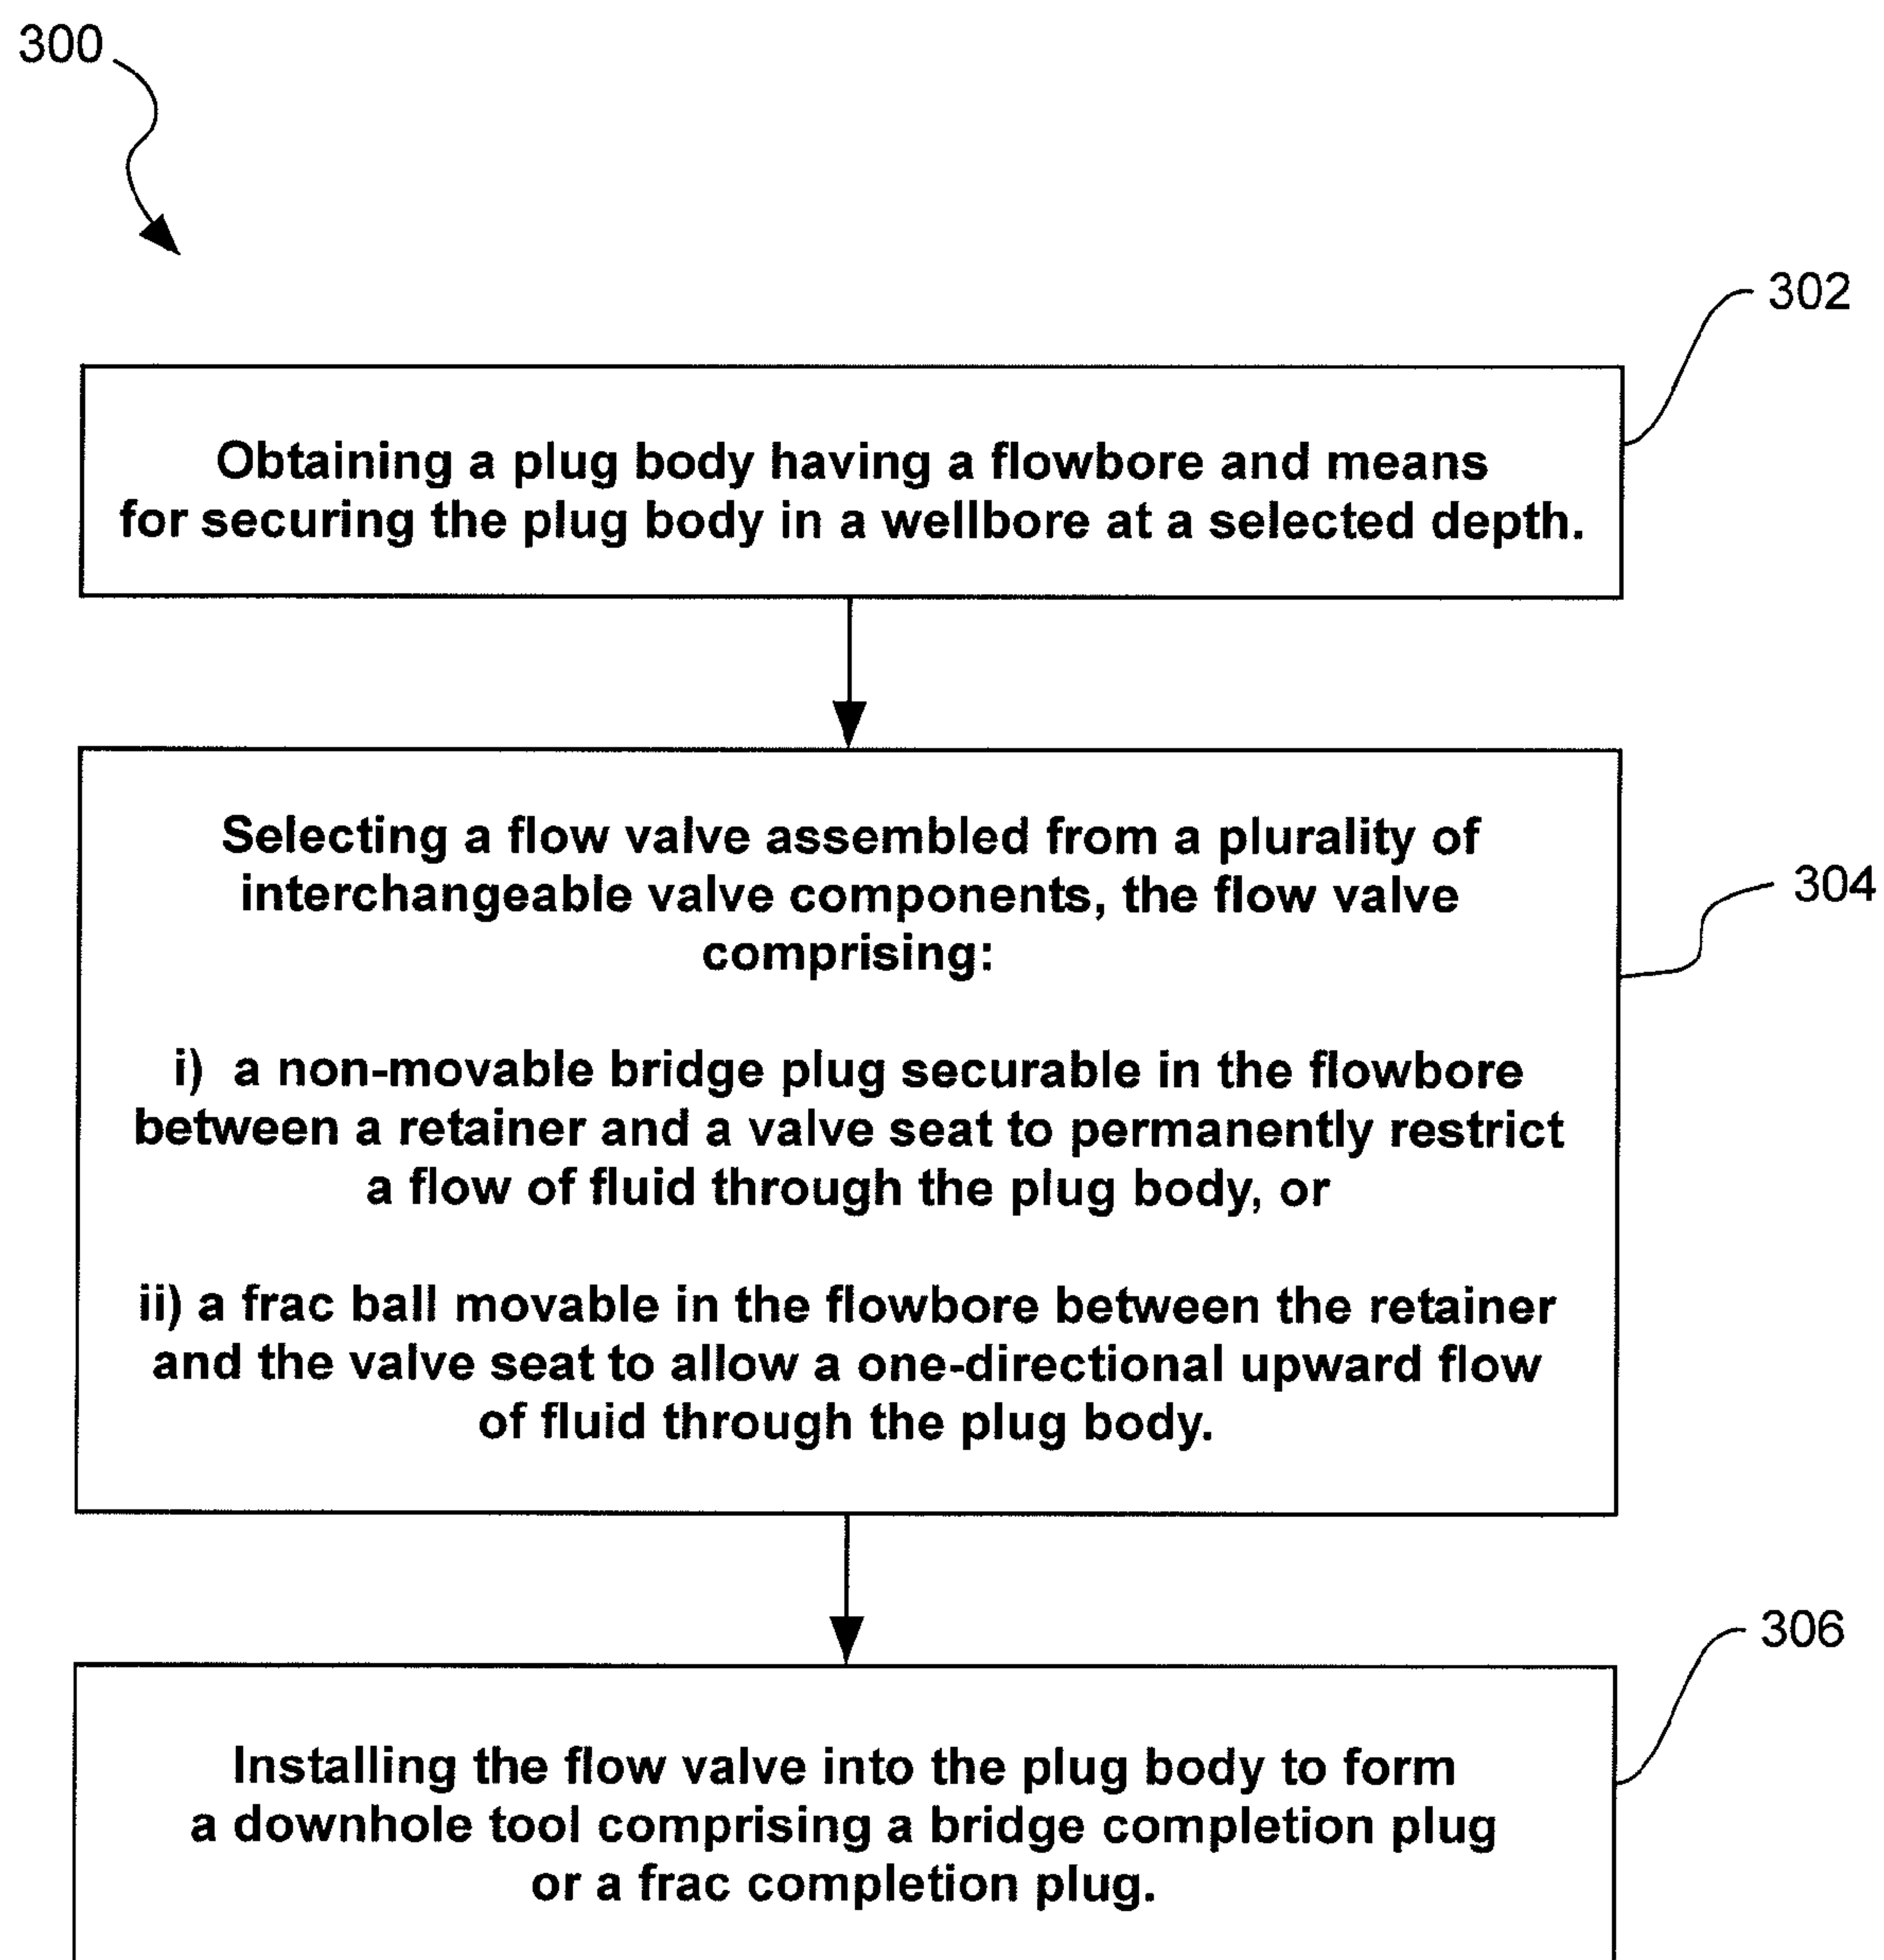 300
302
Obtaining a plug body having a flowbore and means
for securing the plug body in a wellbore at a selected depth.
Selecting a flow valve assembled from a plurality of
interchangeable valve components, the flow valve
comprising:
304
i) a non-movable bridge plug securable in the flowbore
between a retainer and a valve seat to permanently restrict
a flow of fluid through the plug body, or
ii) a frac ball movable in the flowbore between the retainer
and the valve seat to allow a one-directional upward flow
of fluid through the plug body.
306
Installing the flow valve into the plug body to form
a downhole tool comprising a bridge completion plug
or a frac completion plug.